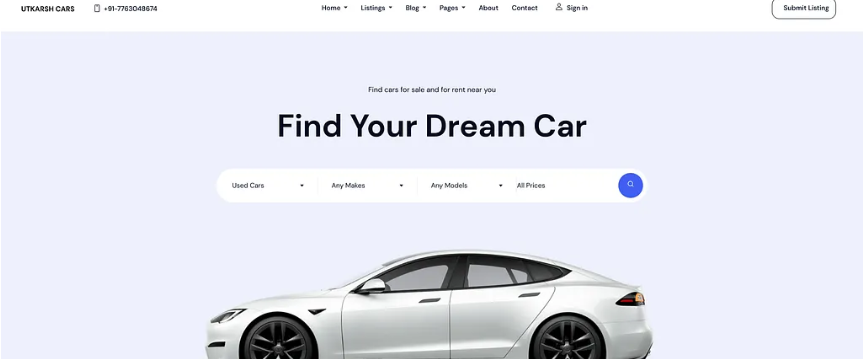 UTKARSH CARS +91-7763049674 Home Listings Blog Pages About Contact Sign in Submit Listing
Find cars for sale and for rent near you
Find Your Dream Car
Used Cars Any Makes Any Models All Prices